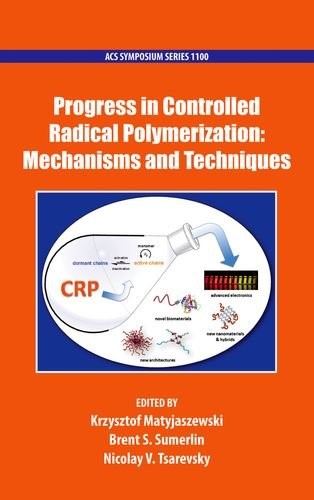 ACS SYMPOSIUM SERIES 1100
Progress in Controlled
Radical Polymerization:
Mechanisms and Techniques
monomer
activation
dormant chains
active chains
deactivation
CRP
advanced electronics
novel biomaterials
new nanomaterials
& hybrids
new architectures
EDITED BY
Krzysztof Matyjaszewski
Brent S. Sumerlin
Nicolay V. Tsarevsky